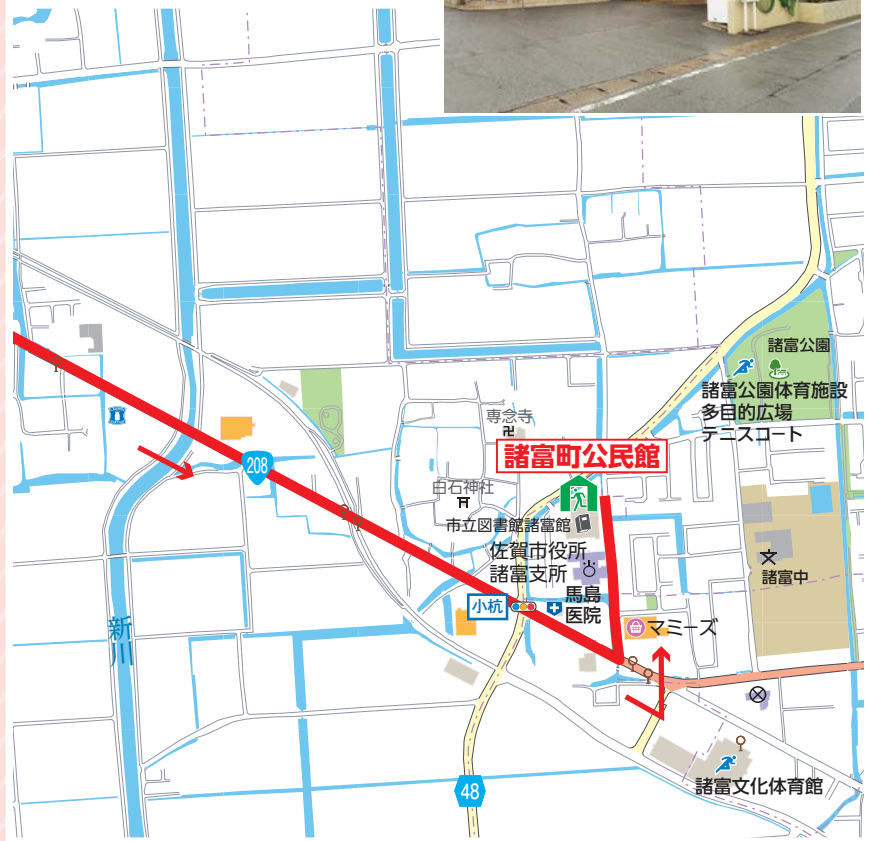 諸富公園
諸富公園体育施設
多目的広場
テニスコート
専念寺
諸富町公民館
208
白石神社
市立図書館諸富館
佐賀市役所
諸富支所
諸富中
小杭
馬島
医院
マミーズ
新川
48
諸富文化体育館